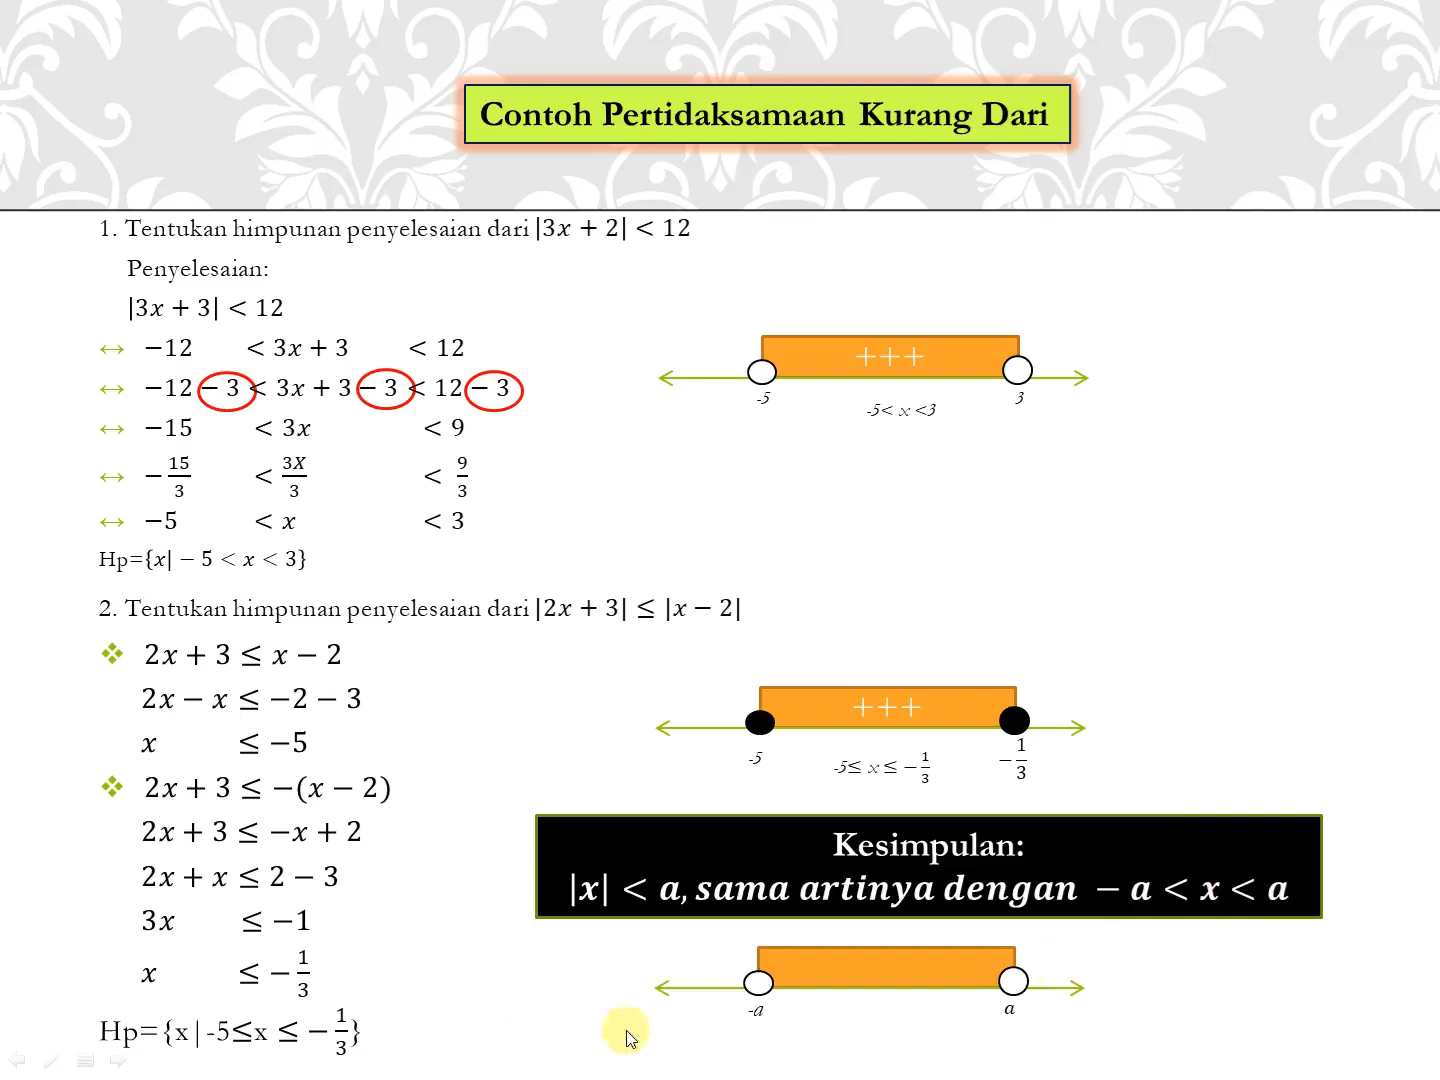 Contoh Pertidaksamaan Kurang Dari
1. Tentukan himpunan penyelesaian dari |3x + 2| < 12
Penyelesaian:
|3x + 3| < 12
↔ −12 < 3x + 3 < 12
↔ −12 − 3 < 3x + 3 − 3 < 12 − 3
↔ −15 < 3x < 9
↔ −15/3 < 3X/3 < 9/3
↔ −5 < x < 3
Hp={x| − 5 < x < 3}
+++
-5 3
-5< x <3
2. Tentukan himpunan penyelesaian dari |2x + 3| ≤ |x − 2|
❖ 2x + 3 ≤ x − 2
2x − x ≤ −2 − 3
x ≤ −5
❖ 2x + 3 ≤ −(x − 2)
2x + 3 ≤ −x + 2
2x + x ≤ 2 − 3
3x ≤ −1
x ≤ −1/3
Hp={x|-5≤x ≤ −1/3}
+++
-5 −1/3
-5≤ x ≤ −1/3
Kesimpulan:
|x| < a, sama artinya dengan − a < x < a
-a a